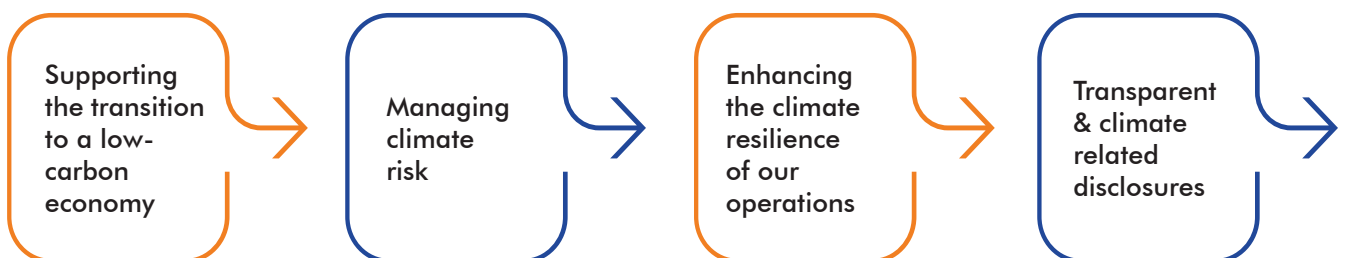 Supporting
the transition
to a low-
carbon
economy
Managing
climate
risk
Enhancing
the climate
resilience
of our
operations
Transparent
& climate
related
disclosures